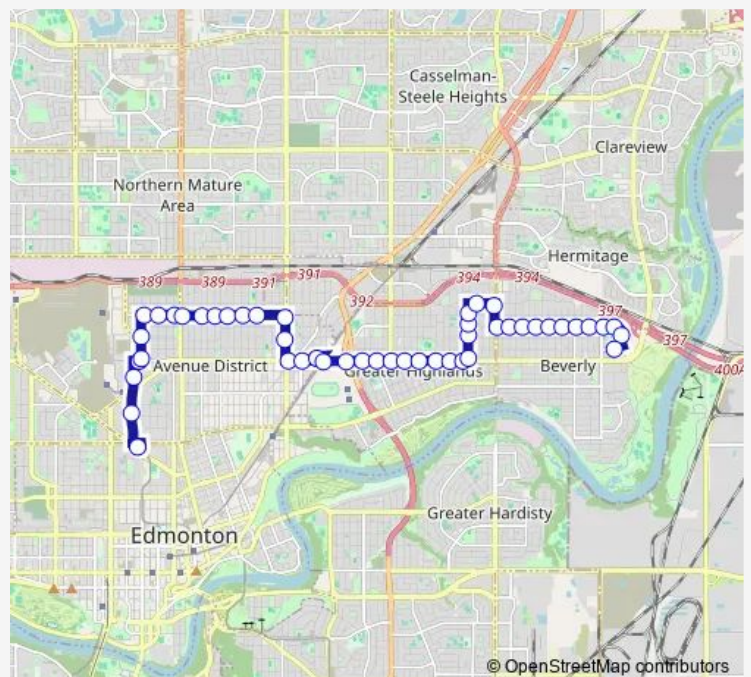 Casselman-
Steele Heights
Clareview
Northern Mature
Area
Hermitage
389
389
391
391
394
394
392
397
397
400A
Avenue District
Greater Highlands
Beverly
Greater Hardisty
Edmonton
© OpenStreetMap contributors